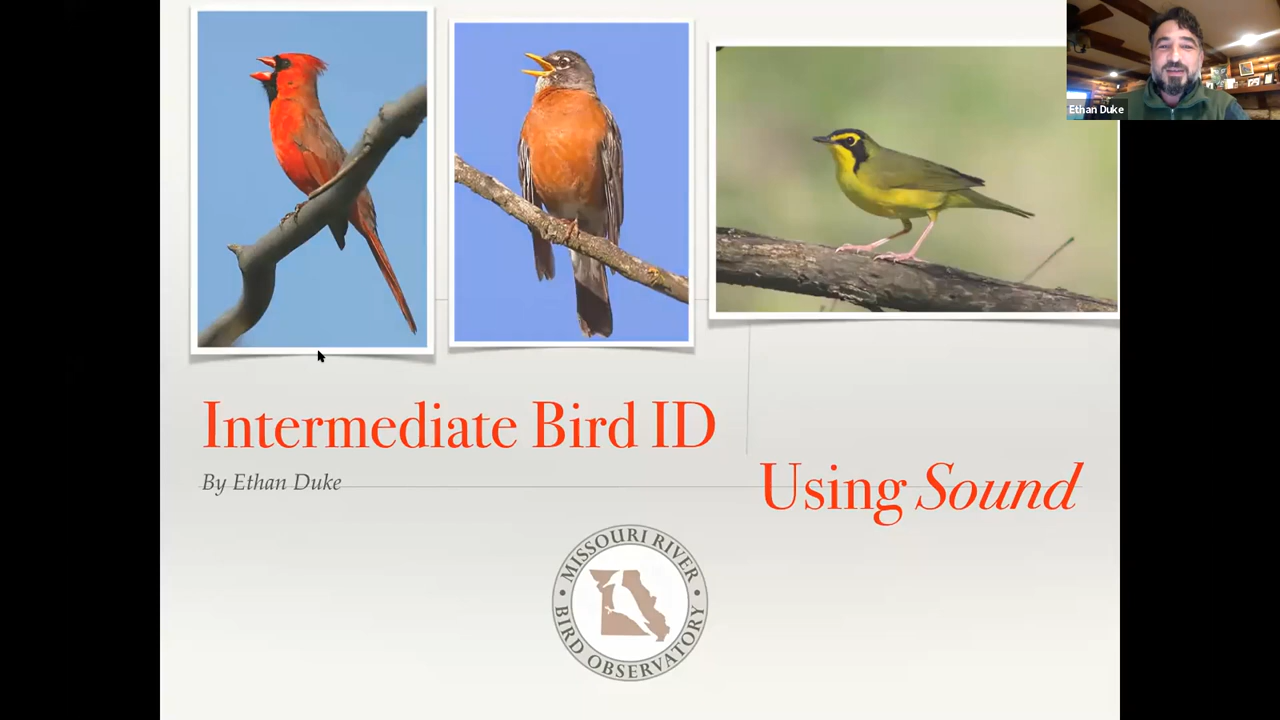 Ethan Duke
Intermediate Bird ID
By Ethan Duke
Using Sound
MISSOURI RIVER
BIRD OBSERVATORY